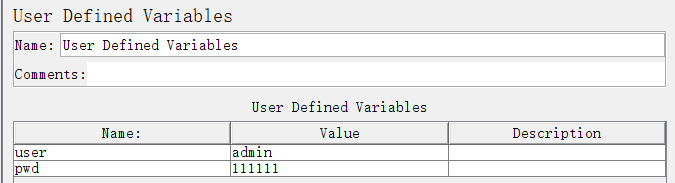 User Defined Variables
Name: User Defined Variables
Comments:
User Defined Variables
Name: Value Description
user admin
pwd 111111